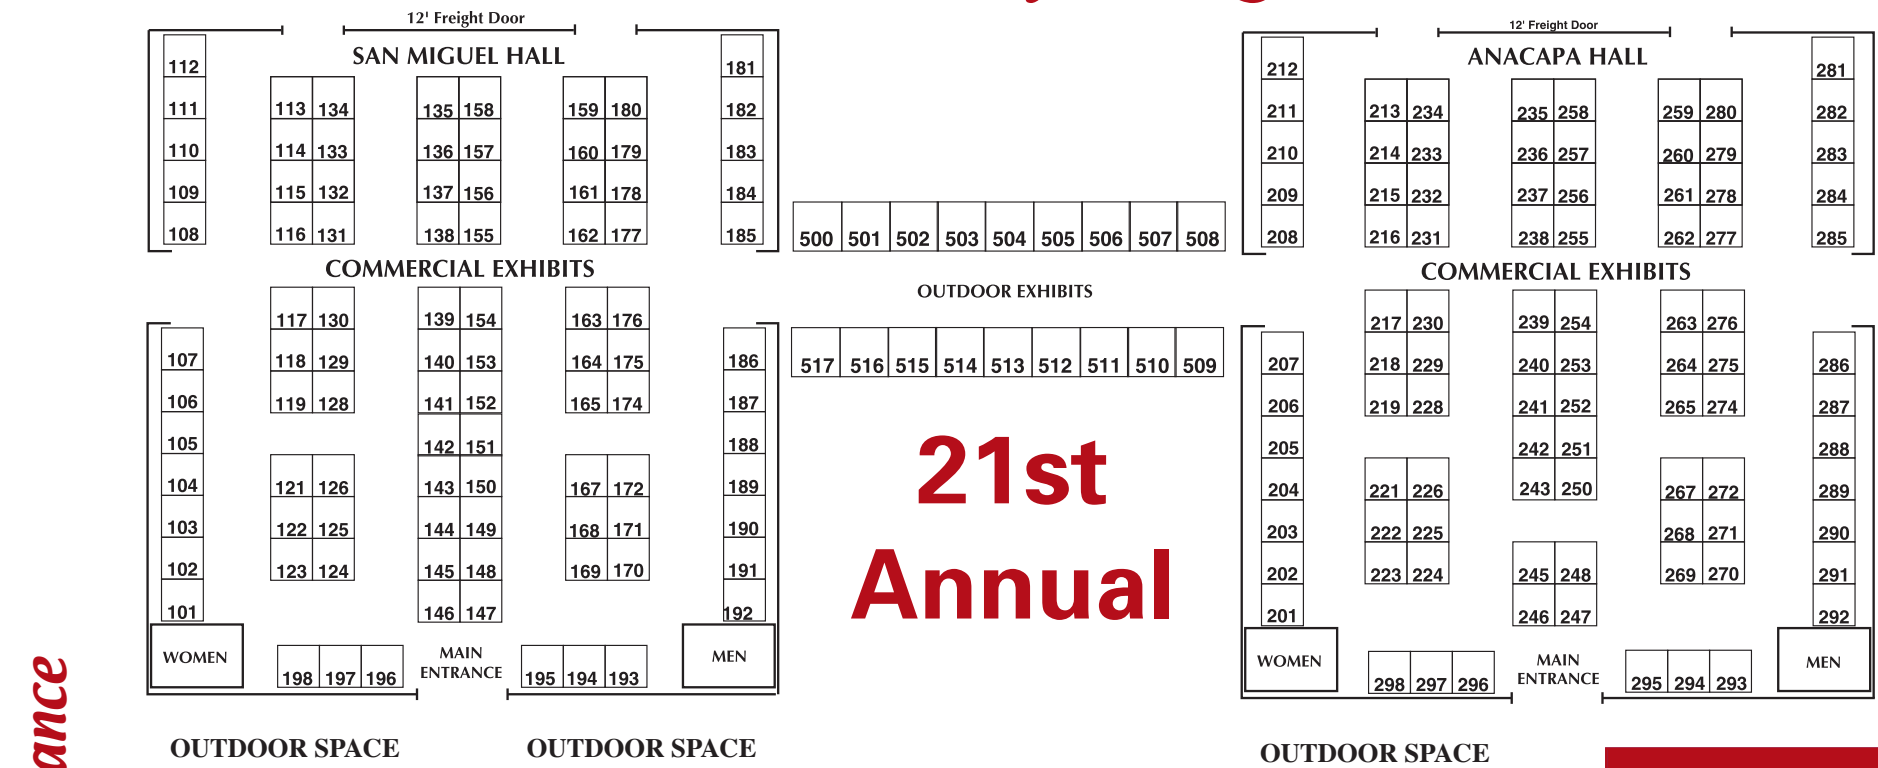 12' Freight Door
SAN MIGUEL HALL
112 181
113 134 135 158 159 180
111 182
114 133 136 157 160 179
110 183
115 132 137 156 161 178
109 184
116 131 138 155 162 177
108 185
COMMERCIAL EXHIBITS
117 130 139 154 163 176
107 118 129 140 153 164 175 186
106 119 128 141 152 165 174 187
105 142 151 188
104 121 126 143 150 167 172 189
103 122 125 144 149 168 171 190
102 123 124 145 148 169 170 191
101 146 147 192
WOMEN
198 197 196
MAIN
ENTRANCE
195 194 193
MEN
OUTDOOR SPACE
OUTDOOR SPACE
500 501 502 503 504 505 506 507 508
OUTDOOR EXHIBITS
517 516 515 514 513 512 511 510 509
21st
Annual
12' Freight Door
ANACAPA HALL
212 281
211 213 234 235 258 259 280 282
210 214 233 236 257 260 279 283
209 215 232 237 256 261 278 284
208 216 231 238 255 262 277 285
COMMERCIAL EXHIBITS
217 230 239 254 263 276
207 218 229 240 253 264 275 286
206 219 228 241 252 265 274 287
205 242 251 288
204 221 226 243 250 267 272 289
203 222 225 268 271 290
202 223 224 245 248 269 270 291
201 246 247 292
WOMEN
298 297 296
MAIN
ENTRANCE
295 294 293
MEN
OUTDOOR SPACE